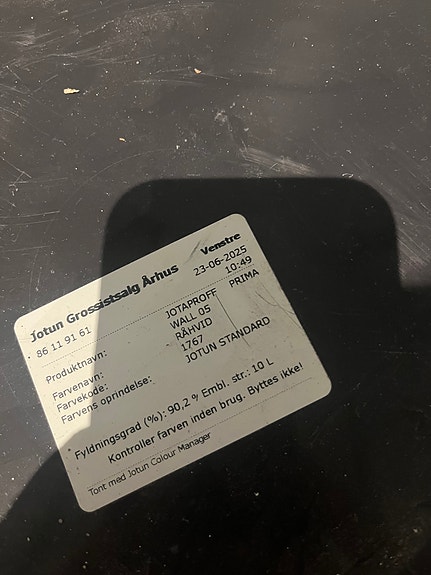 Jotun Grossistsalg Århus Venstre
86 11 91 61 23-06-2025
10:49
Produktnavn: JOTAPROFF PRIMA
WALL 05
Farvenavn: RÅHVID
Farvekode: 1767
Farvens oprindelse: JOTUN STANDARD
Fyldningsgrad (%): 90,2 % Embl. str.: 10 L
Kontroller farven inden brug. Byttes ikke!
Tont med Jotun Colour Manager